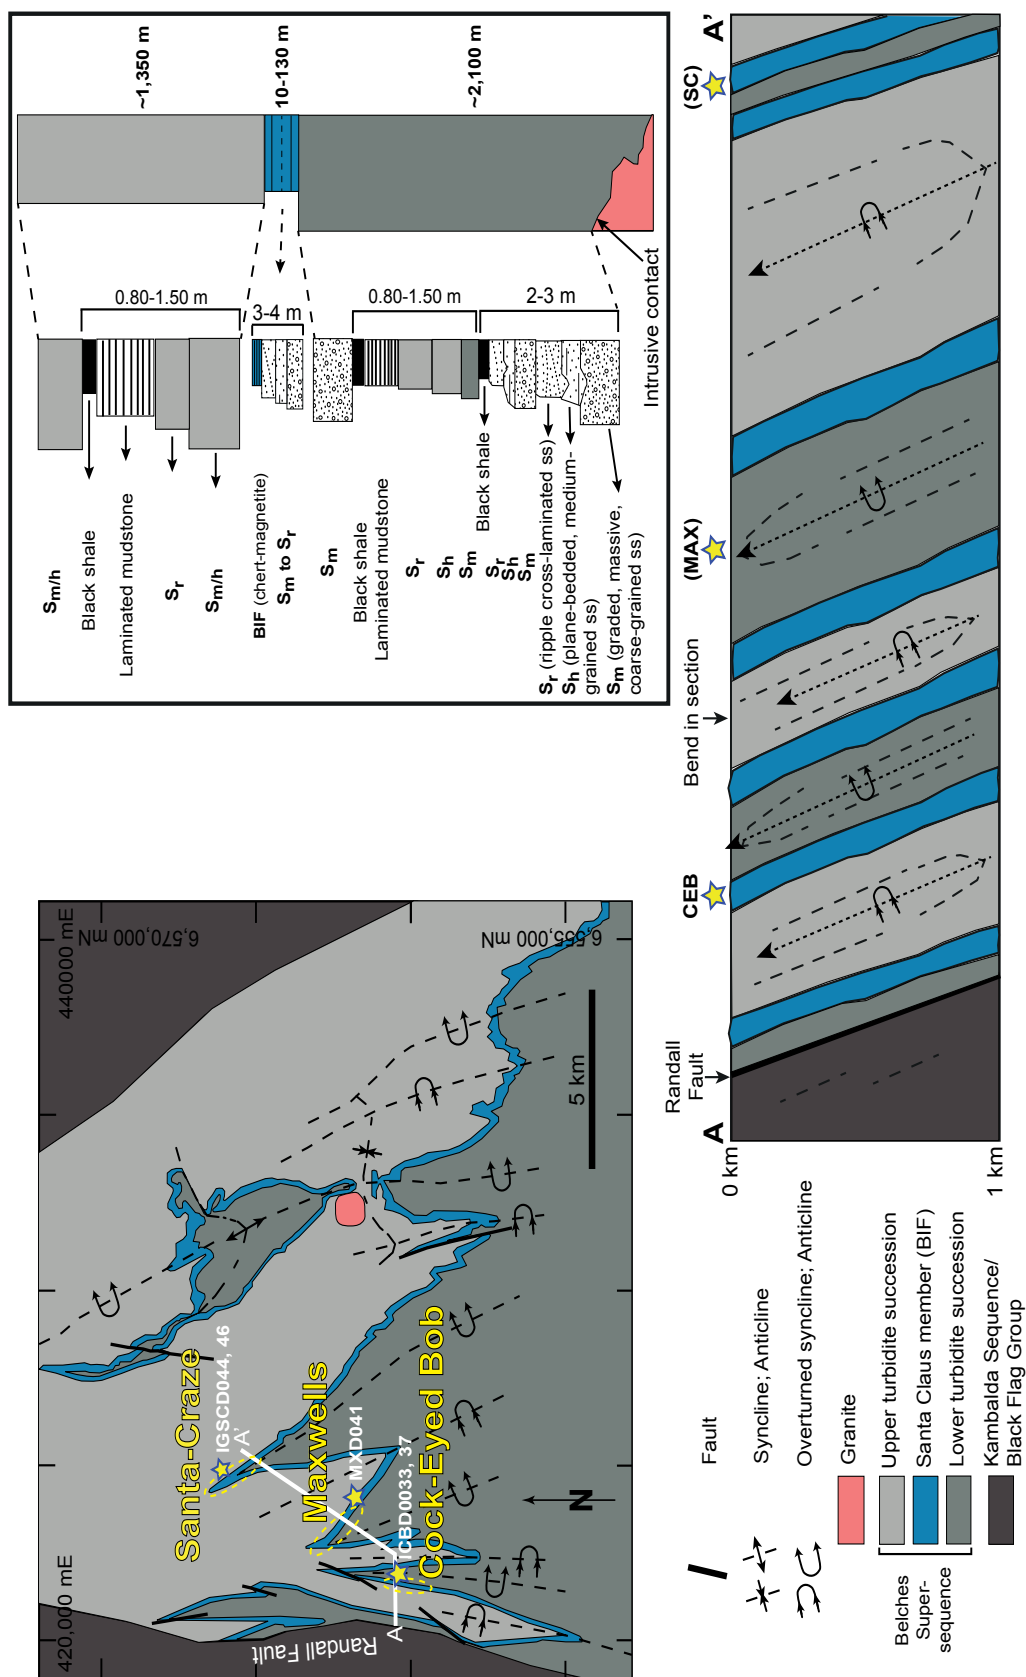 420,000 mE
440000 mE
6,570,000 mN
6,555,000 mN
Santa-Craze
IGSCD044, 46
A'
Maxwells
MXD041
ICBD0033, 37
Cock-Eyed Bob
A
Randall Fault
N
5 km
~1,350 m
10-130 m
~2,100 m
0.80-1.50 m
3-4 m
0.80-1.50 m
2-3 m
Intrusive contact
Sm/h
Black shale
Laminated mudstone
Sr
Sm/h
BIF (chert-magnetite)
Sm to Sr
Sm
Black shale
Laminated mudstone
Sr
Sh
Sm
Black shale
Sr
Sh
Sm
Sr (ripple cross-laminated ss)
Sh (plane-bedded, medium-
grained ss)
Sm (graded, massive,
coarse-grained ss)
Fault
Syncline; Anticline
Overturned syncline; Anticline
Granite
Upper turbidite succession
Santa Claus member (BIF)
Lower turbidite succession
Kambalda Sequence/
Black Flag Group
Belches
Super-
sequence
A
Randall
Fault
CEB
Bend in section
(MAX)
(SC)
A'
0 km
1 km